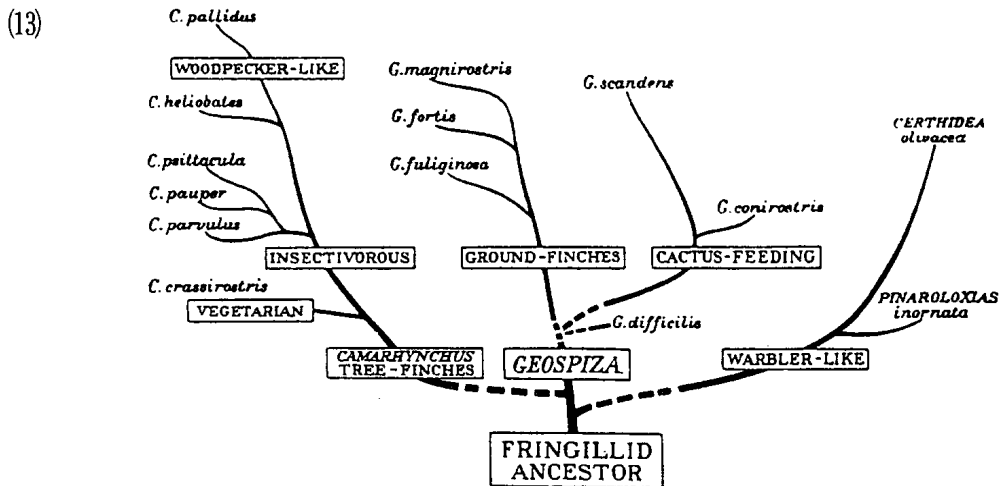 (13)
C. pallidus
WOODPECKER-LIKE
C. heliobates
C. psittacula
C. pauper
C. parvulus
INSECTIVOROUS
C. crassirostris
VEGETARIAN
CAMARHYNCHUS
TREE-FINCHES
G. magnirostris
G. fortis
G. fuliginosa
GROUND-FINCHES
G. scandens
G. conirostris
CACTUS-FEEDING
G. difficilis
GEOSPIZA
CERTHIDEA
olivacea
PINAROLOXIAS
inornata
WARBLER-LIKE
FRINGILLID
ANCESTOR